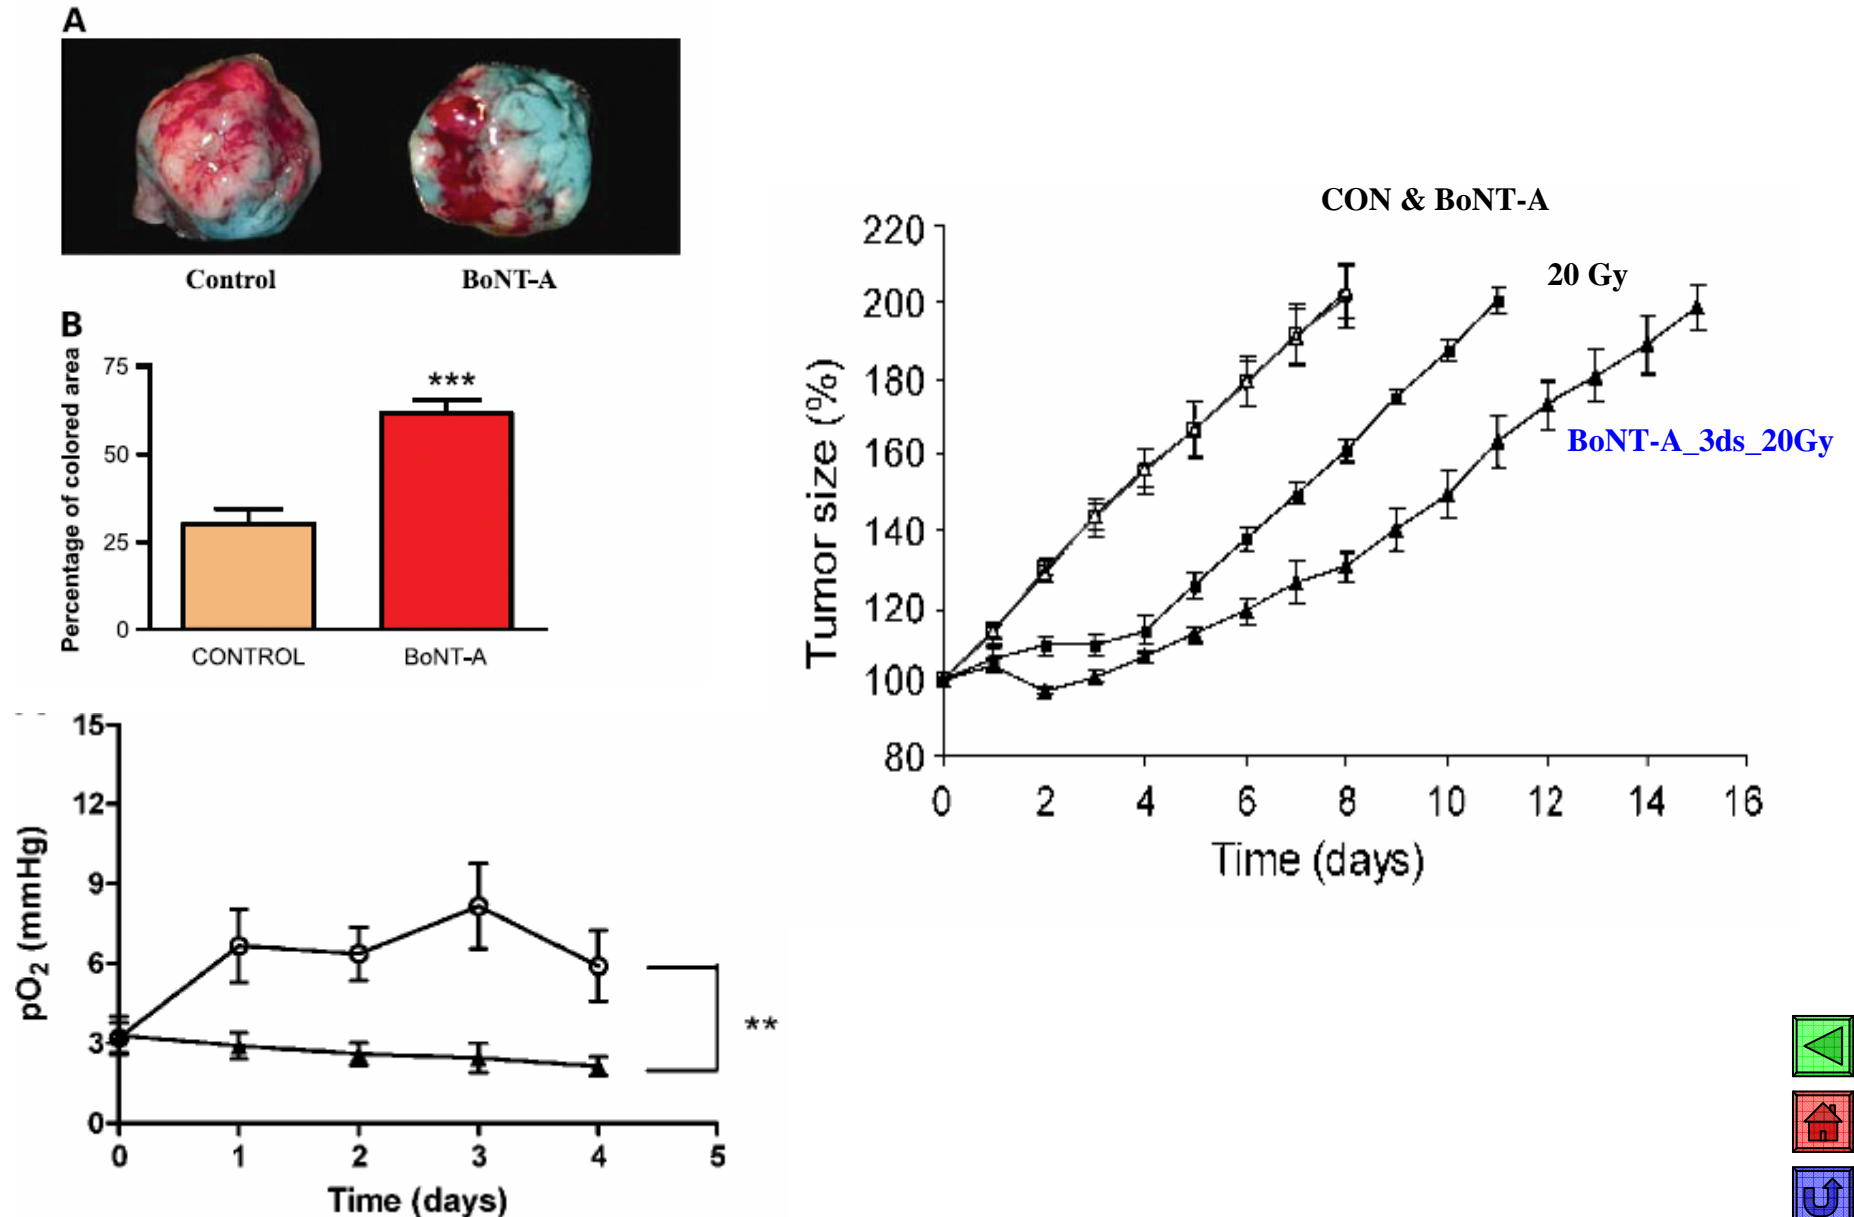 A
Control
BoNT-A
B
Percentage of colored area
75
50
25
0
***
CONTROL
BoNT-A
15
12
9
6
3
0
pO2 (mmHg)
**
0 1 2 3 4 5
Time (days)
CON & BoNT-A
20 Gy
BoNT-A_3ds_20Gy
Tumor size (%)
220
200
180
160
140
120
100
80
0 2 4 6 8 10 12 14 16
Time (days)